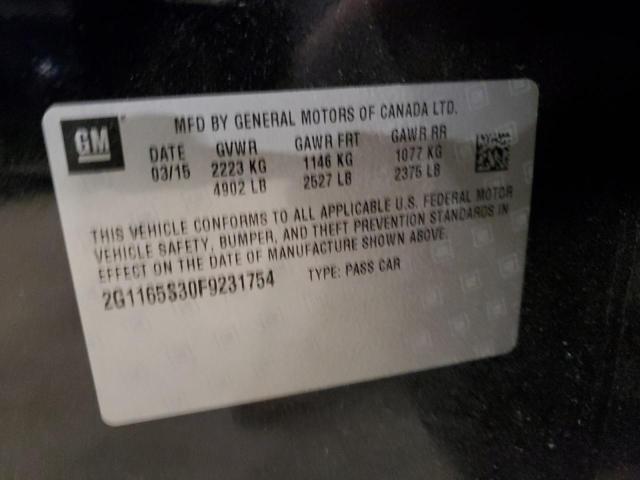 GM
MFD BY GENERAL MOTORS OF CANADA LTD.
DATE GVWR GAWR FRT GAWR RR
03/15 2223 KG 1146 KG 1077 KG
4902 LB 2527 LB 2375 LB
THIS VEHICLE CONFORMS TO ALL APPLICABLE U.S. FEDERAL MOTOR
VEHICLE SAFETY, BUMPER, AND THEFT PREVENTION STANDARDS IN
EFFECT ON THE DATE OF MANUFACTURE SHOWN ABOVE.
2G1165S30F9231754 TYPE: PASS CAR